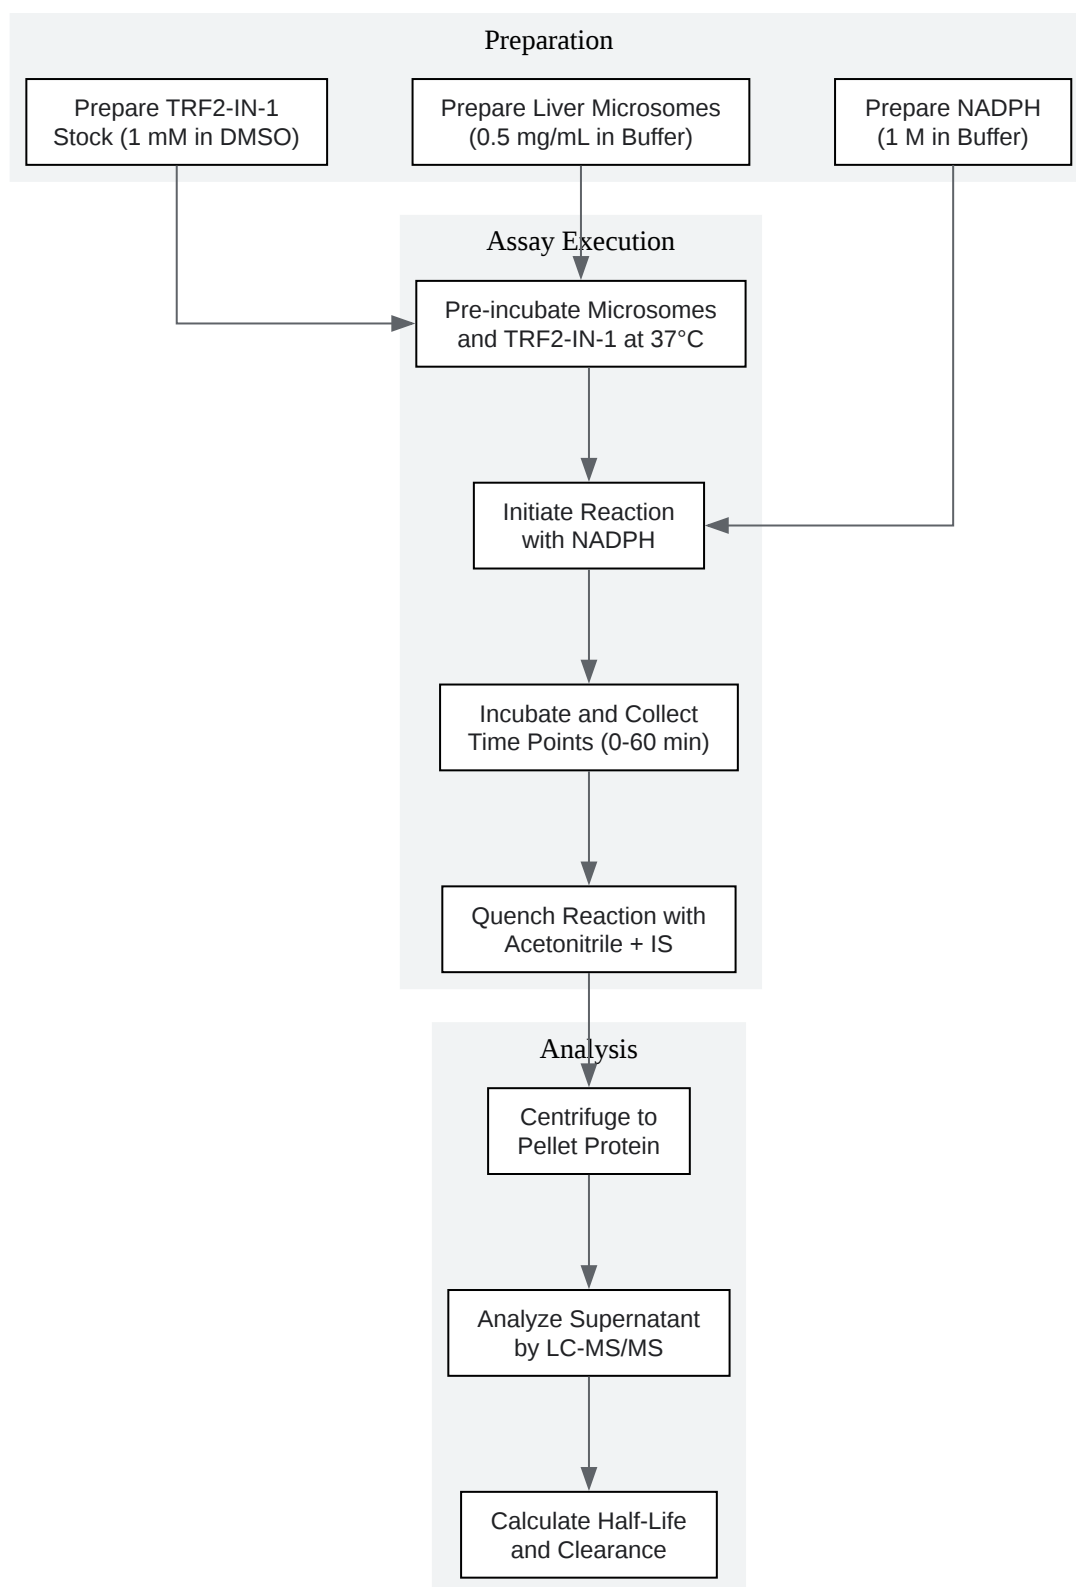 Preparation
Prepare TRF2-IN-1
Stock (1 mM in DMSO)
Prepare Liver Microsomes
(0.5 mg/mL in Buffer)
Prepare NADPH
(1 M in Buffer)
Assay Execution
Pre-incubate Microsomes
and TRF2-IN-1 at 37°C
Initiate Reaction
with NADPH
Incubate and Collect
Time Points (0-60 min)
Quench Reaction with
Acetonitrile + IS
Analysis
Centrifuge to
Pellet Protein
Analyze Supernatant
by LC-MS/MS
Calculate Half-Life
and Clearance